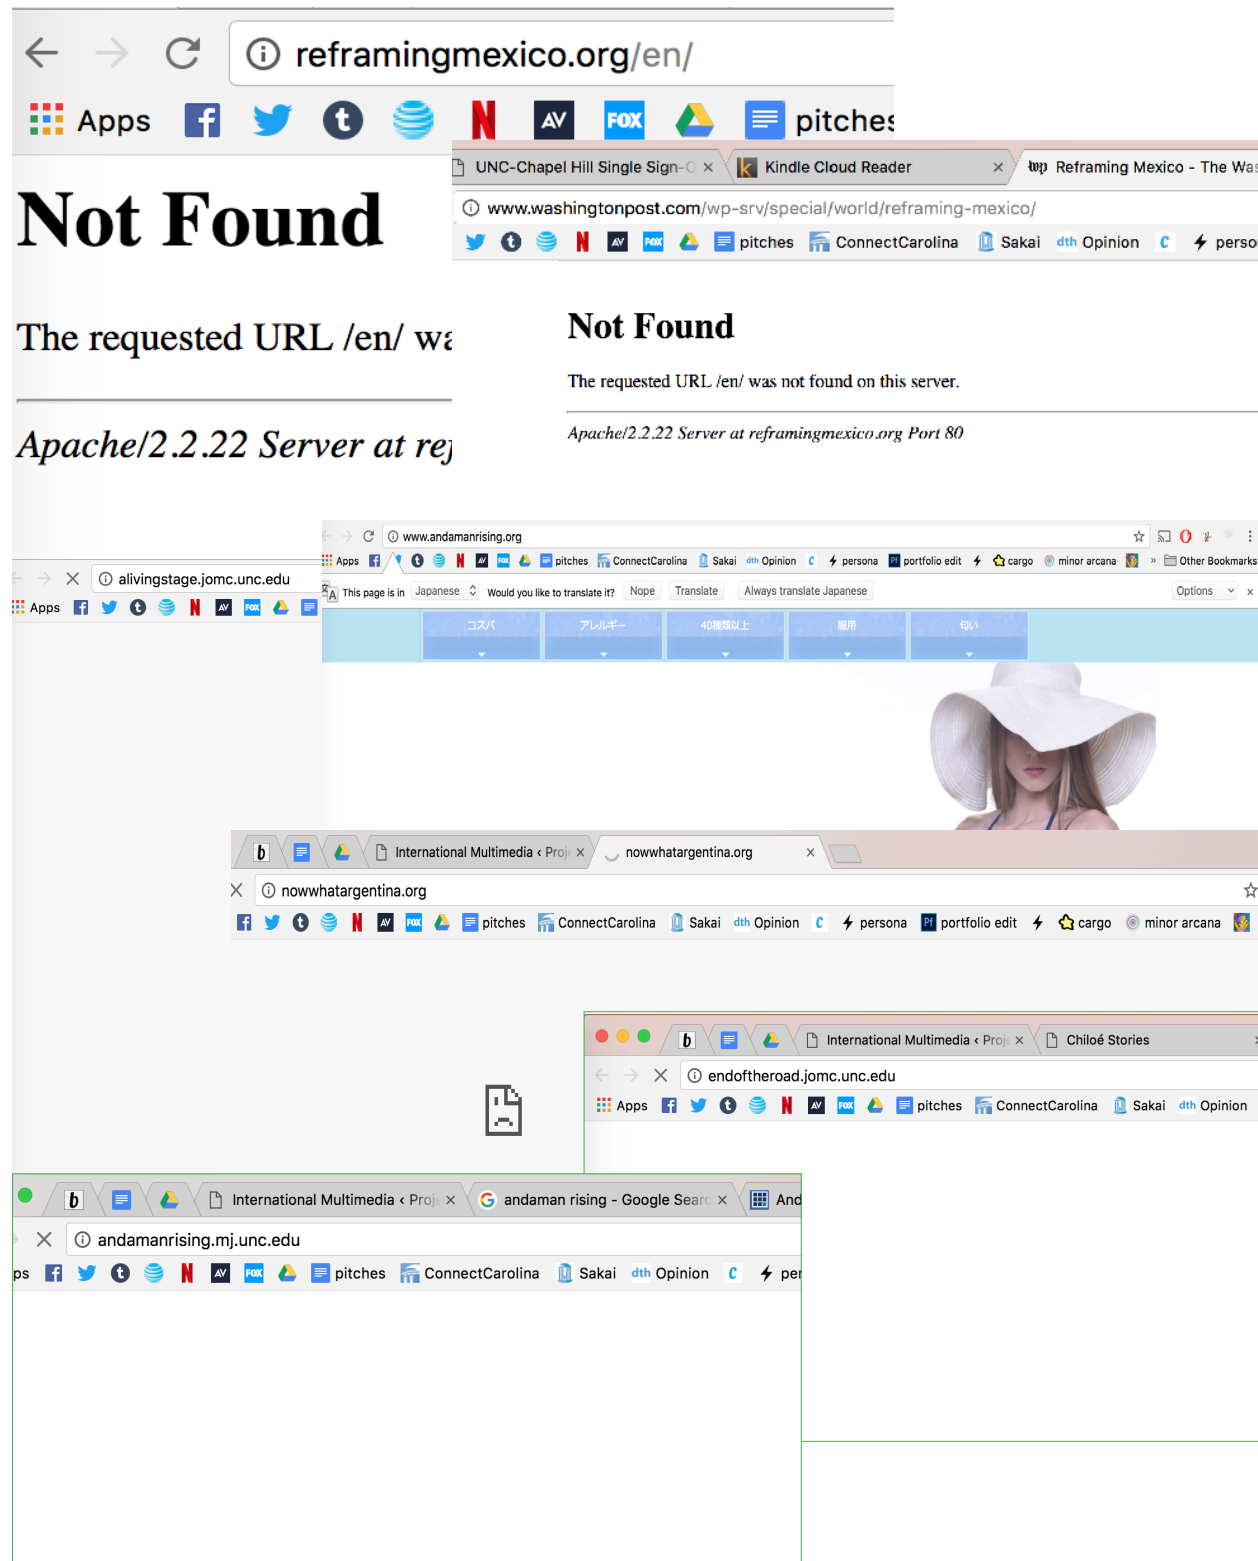 reframingmexico.org/en/
Apps pitches
Not Found
The requested URL /en/
Apache/2.2.22 Server at
UNC-Chapel Hill Single Sign-O Kindle Cloud Reader wp Reframing Mexico - The Was
www.washingtonpost.com/wp-srv/special/world/reframing-mexico/
t AV FOX pitches ConnectCarolina Sakai dth Opinion C perso
Not Found
The requested URL /en/ was not found on this server.
Apache/2.2.22 Server at reframingmexico.org Port 80
www.andamanrising.org
Apps pitches ConnectCarolina Sakai dth Opinion C persona Pf portfolio edit cargo minor arcana » Other Bookmarks
This page is in Japanese Would you like to translate it? Nope Translate Always translate Japanese Options x
コスパ アレルギー 40種類以上 服用 匂い
alivingstage.jomc.unc.edu
Apps
b International Multimedia ‹ Proje nowwhatargentina.org
nowwhatargentina.org
pitches ConnectCarolina Sakai dth Opinion C persona Pf portfolio edit cargo minor arcana
b International Multimedia ‹ Proje Chiloé Stories
endoftheroad.jomc.unc.edu
Apps pitches ConnectCarolina Sakai dth Opinion
b International Multimedia ‹ Proje andaman rising - Google Searc And
andamanrising.mj.unc.edu
ps pitches ConnectCarolina Sakai dth Opinion C per